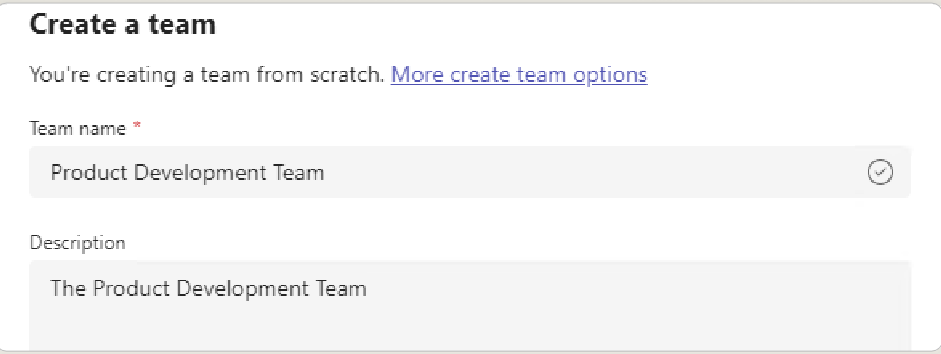 Create a team
You're creating a team from scratch. More create team options
Team name *
Product Development Team
Description
The Product Development Team